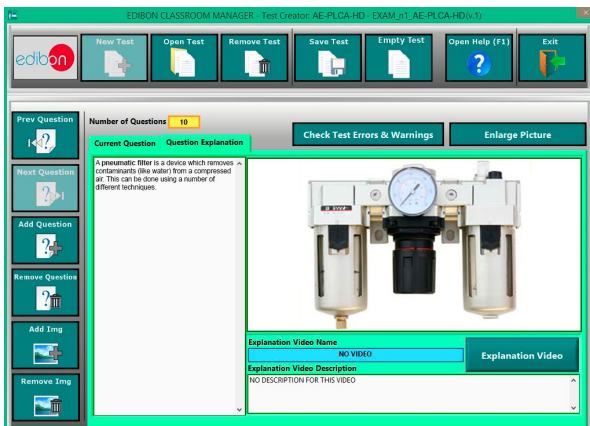 EDIBON CLASSROOM MANAGER - Test Creator: AE-PLCA-HD - EXAM_n1_AE-PLCA-HD(v.1)
edibon
New Test
Open Test
Remove Test
Save Test
Empty Test
Open Help (F1)
Exit
Prev Question
Number of Questions 10
Check Test Errors & Warnings
Enlarge Picture
Current Question
Question Explanation
A pneumatic filter is a device which removes
contaminants (like water) from a compressed
air. This can be done using a number of
different techniques.
Next Question
Add Question
Remove Question
Add Img
Remove Img
Explanation Video Name
NO VIDEO
Explanation Video
Explanation Video Description
NO DESCRIPTION FOR THIS VIDEO